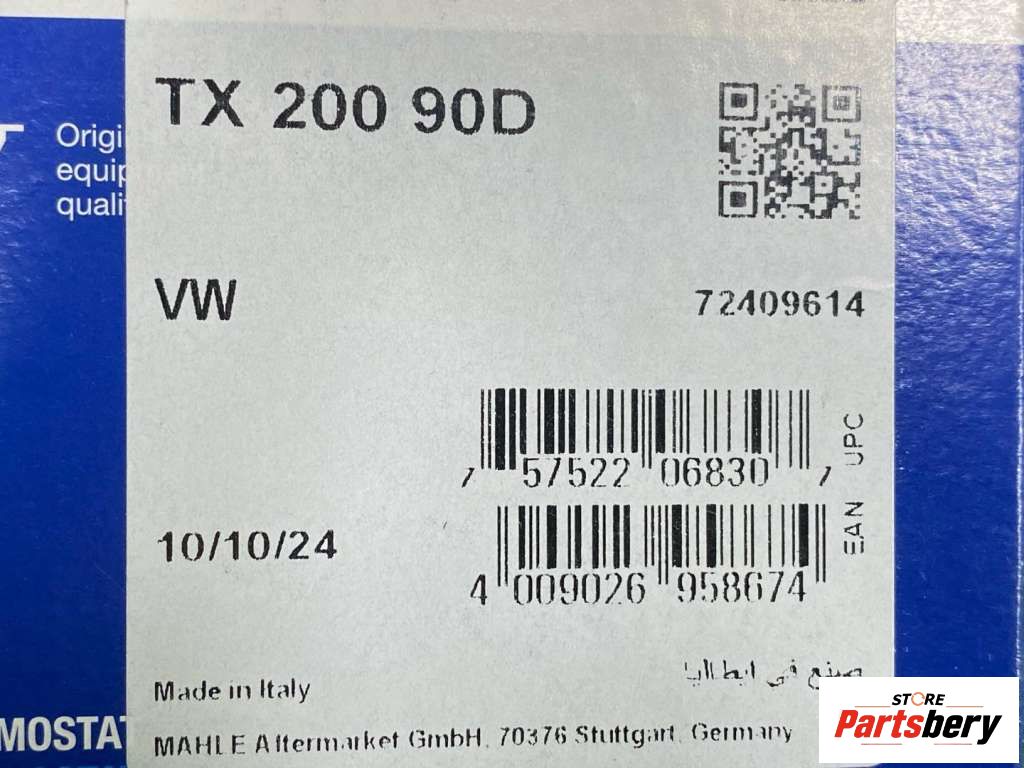 TX 200 90D
Origi
equip
qualit
VW
72409614
7 57522 06830 7
UPC
10/10/24
4 009026 958674
EAN
صنع في ايطاليا
Made in Italy
MOSTAT
MAHLE Aftermarket GmbH, 70376 Stuttgart, Germany
STORE
Partsbery